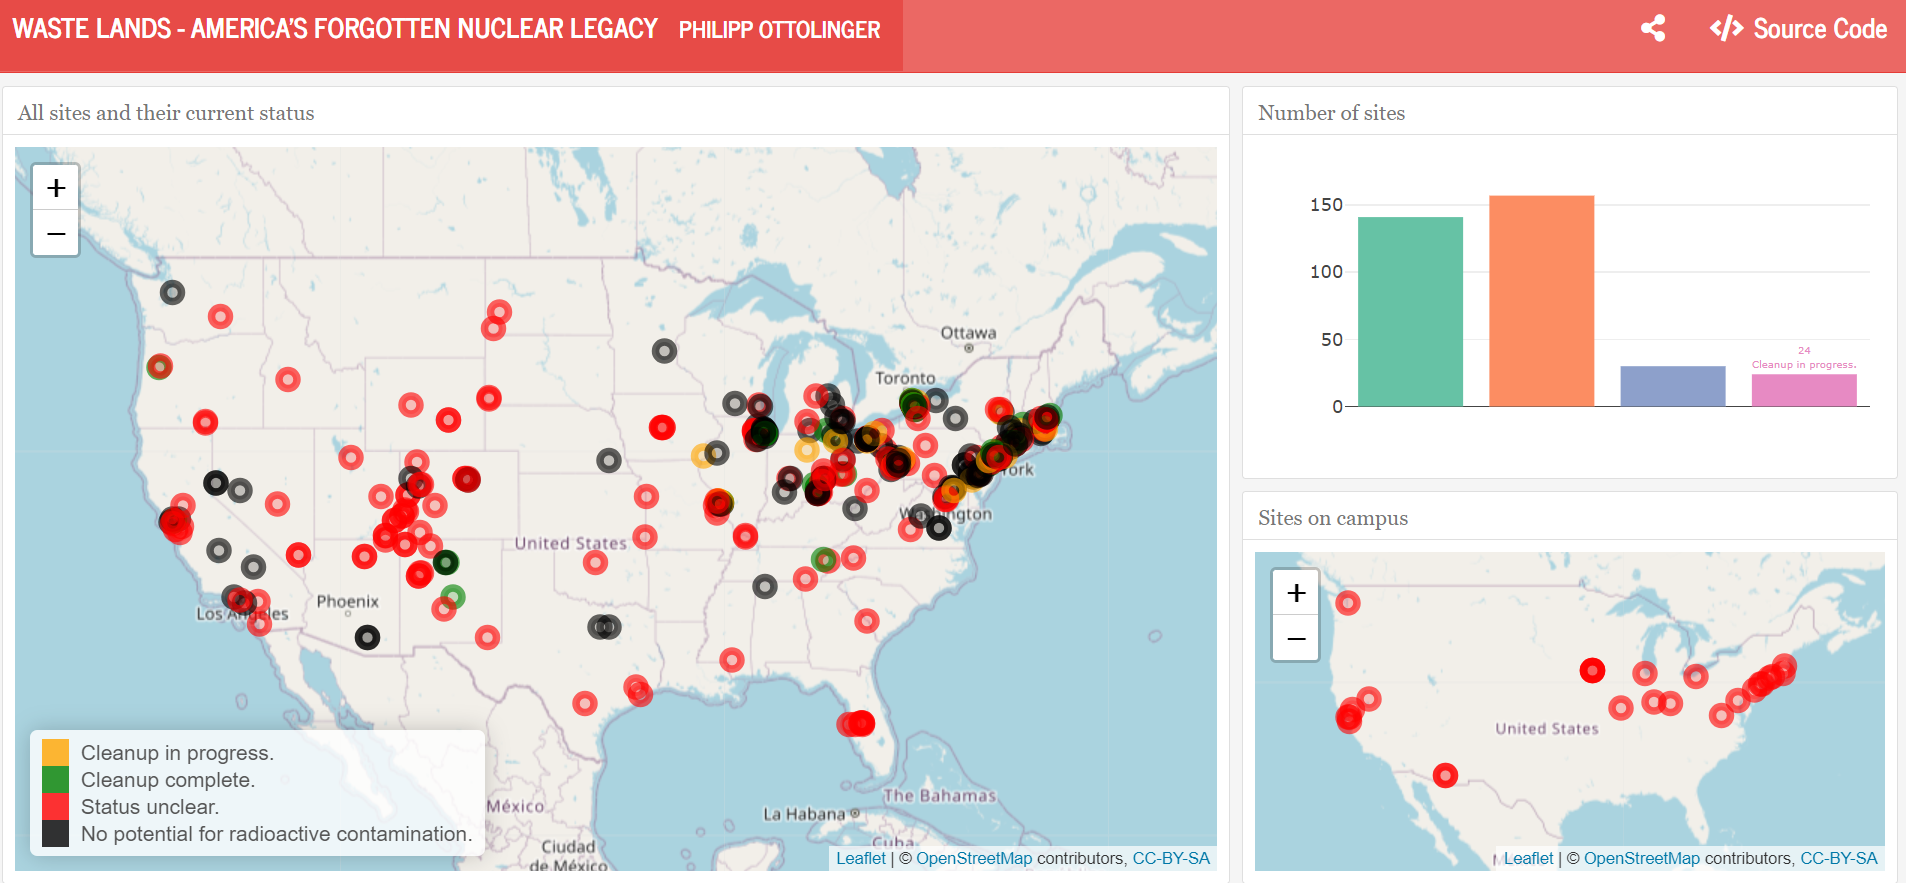 WASTE LANDS - AMERICA'S FORGOTTEN NUCLEAR LEGACY PHILIPP OTTOLINGER
Source Code
All sites and their current status
+
−
Ottawa
Toronto
York
Washington
United States
Los Angeles
Phoenix
México
Ciudad
de México
La Habana
The Bahamas
Cuba
Cleanup in progress.
Cleanup complete.
Status unclear.
No potential for radioactive contamination.
Leaflet | © OpenStreetMap contributors, CC-BY-SA
Number of sites
150
100
50
0
24
Cleanup in progress.
Sites on campus
+
−
United States
Leaflet | © OpenStreetMap contributors, CC-BY-SA